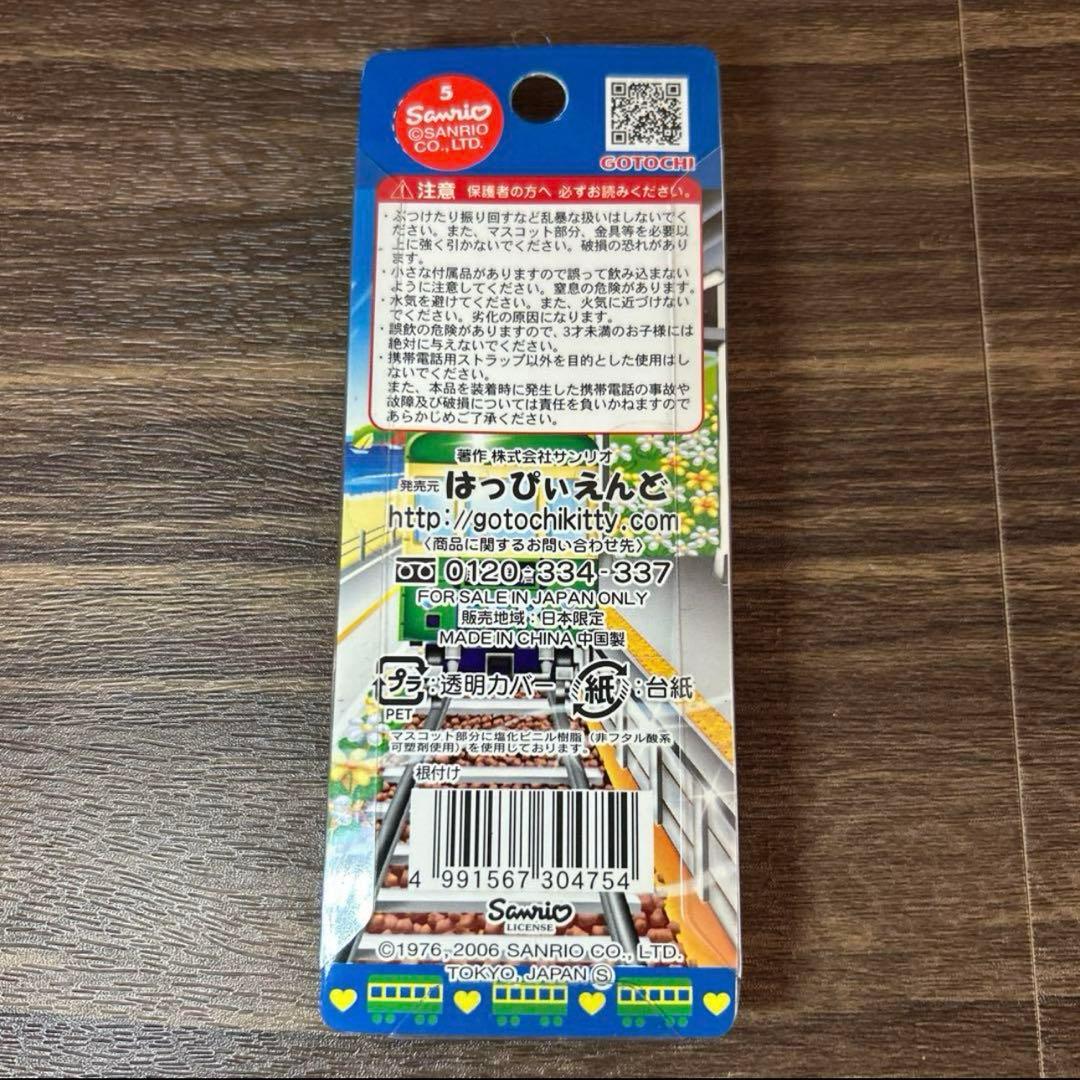 5
Sanrio
©SANRIO
CO., LTD.
GOTOCHI
注意 保護者の方へ 必ずお読みください。
・ぶつけたり振り回すなど乱暴な扱いはしないでく
ださい。また、マスコット部分、金具等を必要以
上に強く引かないでください。破損の恐れがあり
ます。
・小さな付属品がありますので誤って飲み込まない
ように注意してください。窒息の危険があります。
・水気を避けてください。また、火気に近づけない
でください。劣化の原因になります。
・誤飲の危険がありますので、3才未満のお子様には
絶対に与えないでください。
・携帯電話用ストラップ以外を目的とした使用はし
ないでください。
また、本品を装着時に発生した携帯電話の事故や
故障及び破損については責任を負いかねますので
あらかじめご了承ください。
著作 株式会社サンリオ
発売元 はっぴぃえんど
http://gotochikitty.com
〈商品に関するお問い合わせ先〉
0120-334-337
FOR SALE IN JAPAN ONLY
販売地域:日本限定
MADE IN CHINA 中国製
プラ:透明カバー 紙:台紙
PET
マスコット部分に塩化ビニル樹脂(非フタル酸系
可塑剤使用)を使用しております。
根付け
4 991567 304754
Sanrio
LICENSE
©1976, 2006 SANRIO CO., LTD.
TOKYO, JAPAN Ⓢ